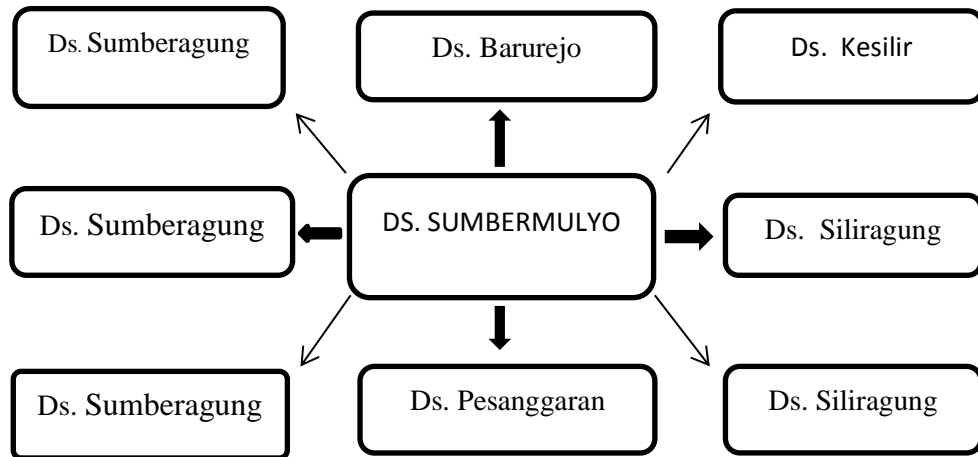 Ds. Sumberagung
Ds. Barurejo
Ds. Kesilir
Ds. Sumberagung
DS. SUMBERMULYO
Ds. Siliragung
Ds. Sumberagung
Ds. Pesanggaran
Ds. Siliragung